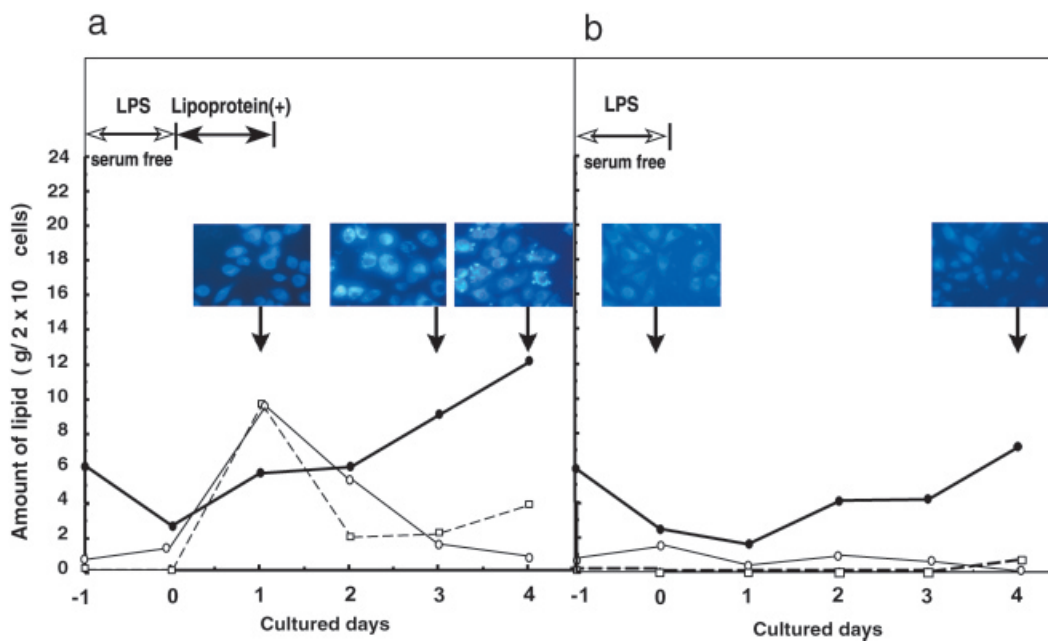 a
b
LPS
Lipoprotein(+)
serum free
LPS
serum free
24
22
20
18
16
14
12
10
8
6
4
2
0
Amount of lipid ( g/ 2 x 10 cells)
-1 0 1 2 3 4
-1 0 1 2 3 4
Cultured days
Cultured days